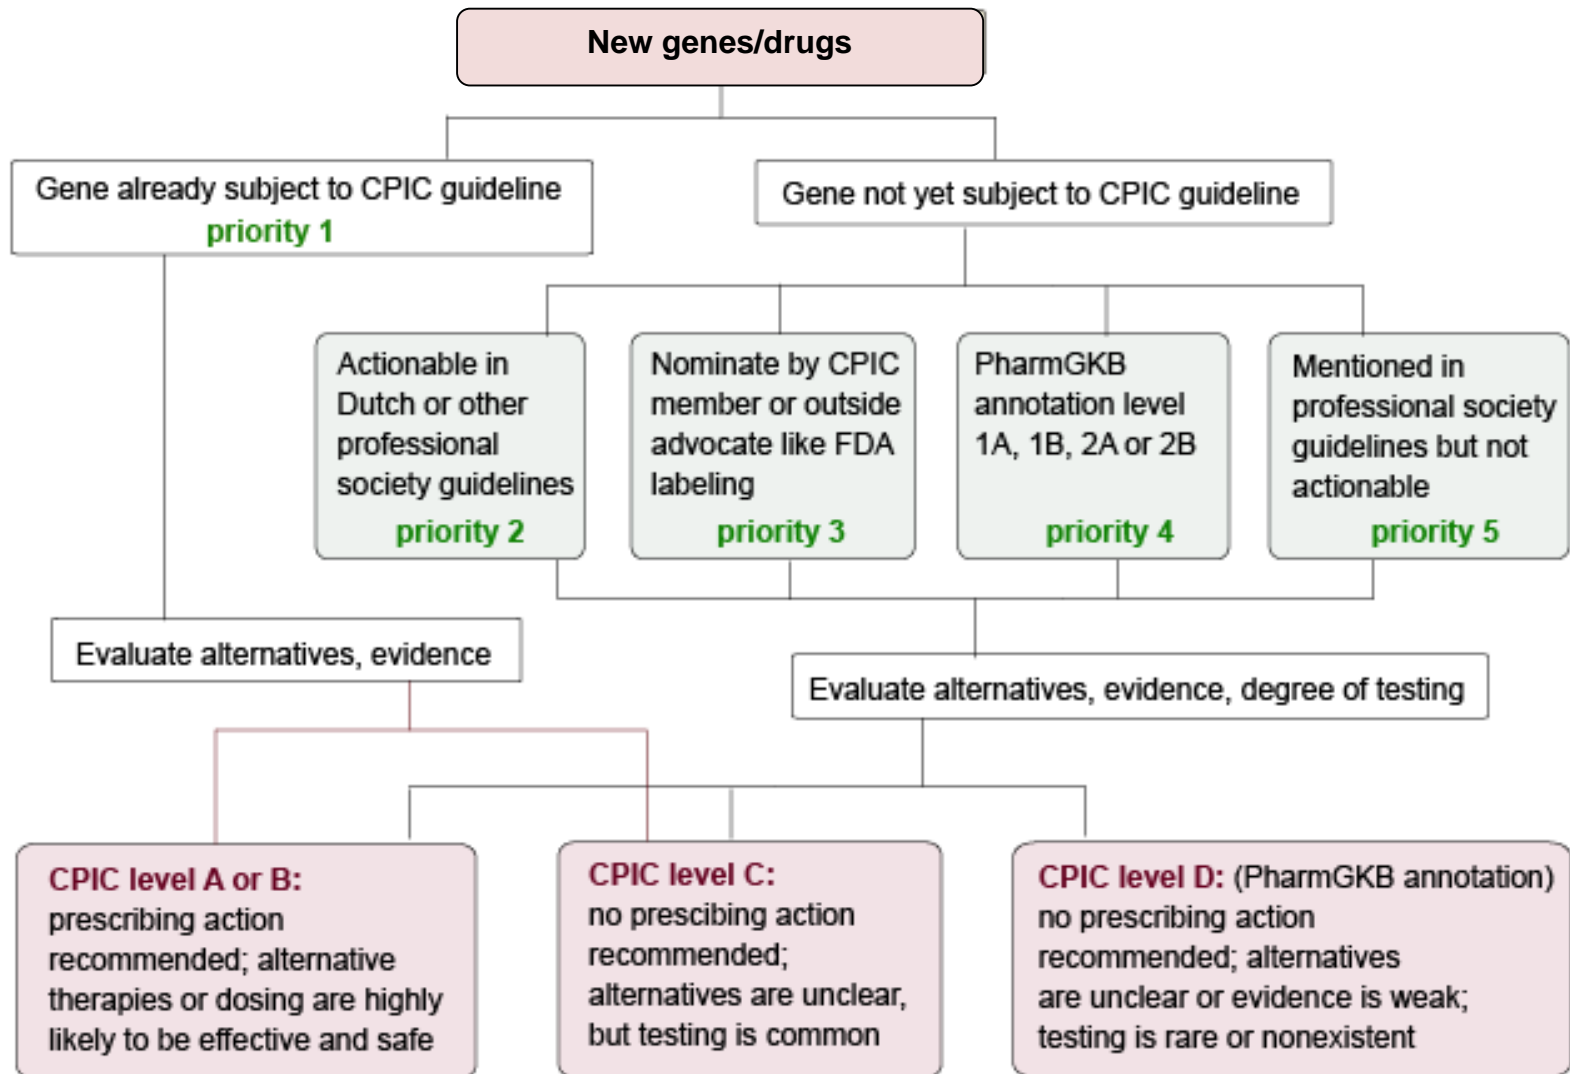 New genes/drugs
Gene already subject to CPIC guideline
priority 1
Gene not yet subject to CPIC guideline
Actionable in
Dutch or other
professional
society guidelines
priority 2
Nominate by CPIC
member or outside
advocate like FDA
labeling
priority 3
PharmGKB
annotation level
1A, 1B, 2A or 2B
priority 4
Mentioned in
professional society
guidelines but not
actionable
priority 5
Evaluate alternatives, evidence
Evaluate alternatives, evidence, degree of testing
CPIC level A or B:
prescribing action
recommended; alternative
therapies or dosing are highly
likely to be effective and safe
CPIC level C:
no prescibing action
recommended;
alternatives are unclear,
but testing is common
CPIC level D: (PharmGKB annotation)
no prescribing action
recommended; alternatives
are unclear or evidence is weak;
testing is rare or nonexistent